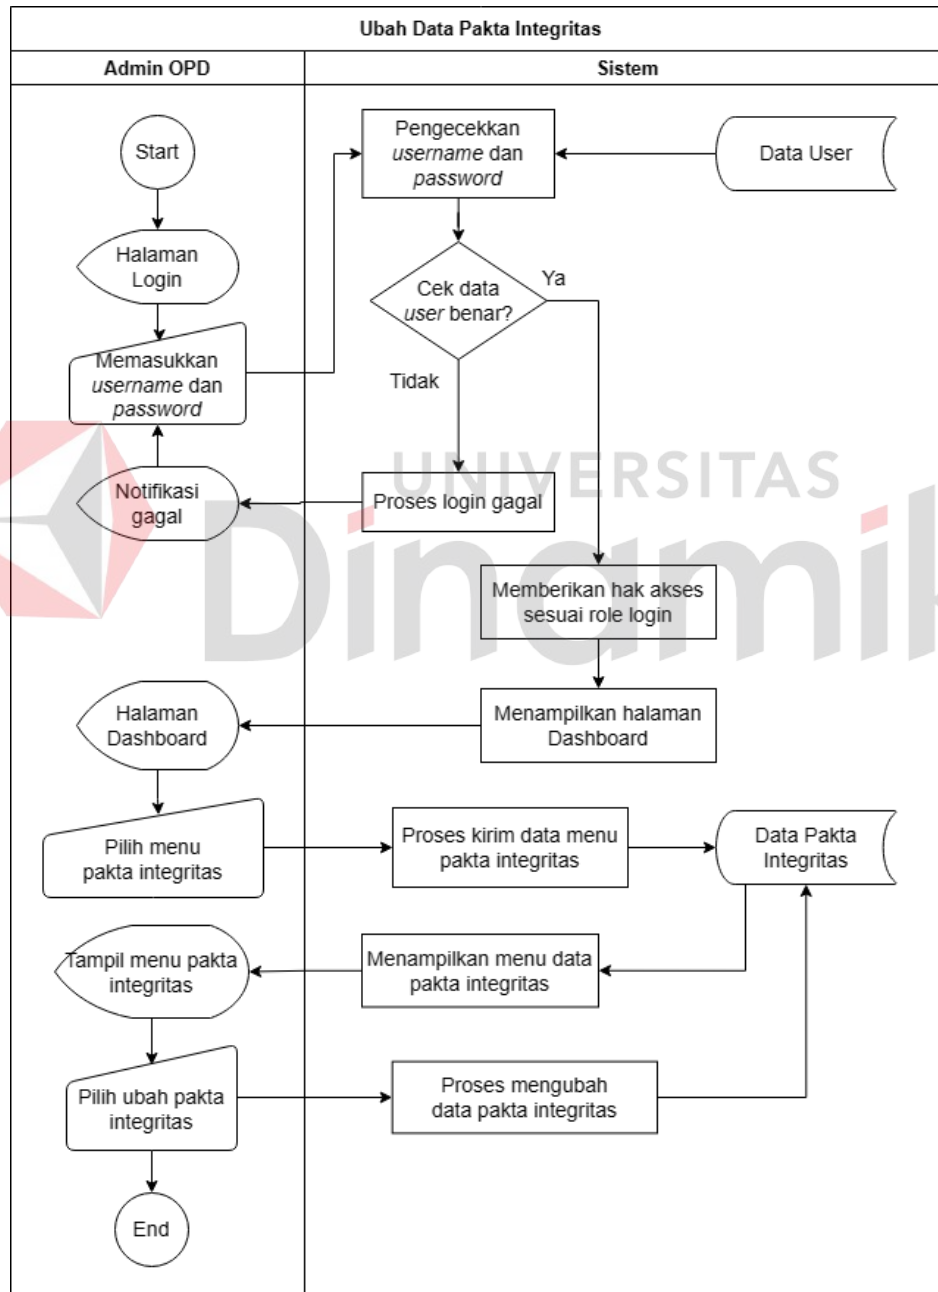 Ubah Data Pakta Integritas
Admin OPD
Sistem
Start
Pengecekkan
username dan
password
Data User
Halaman
Login
Cek data
user benar?
Ya
Tidak
Memasukkan
username dan
password
Notifikasi
gagal
Proses login gagal
UNIVERSITAS
Dinamik
Memberikan hak akses
sesuai role login
Halaman
Dashboard
Menampilkan halaman
Dashboard
Pilih menu
pakta integritas
Proses kirim data menu
pakta integritas
Data Pakta
Integritas
Tampil menu pakta
integritas
Menampilkan menu data
pakta integritas
Pilih ubah pakta
integritas
Proses mengubah
data pakta integritas
End